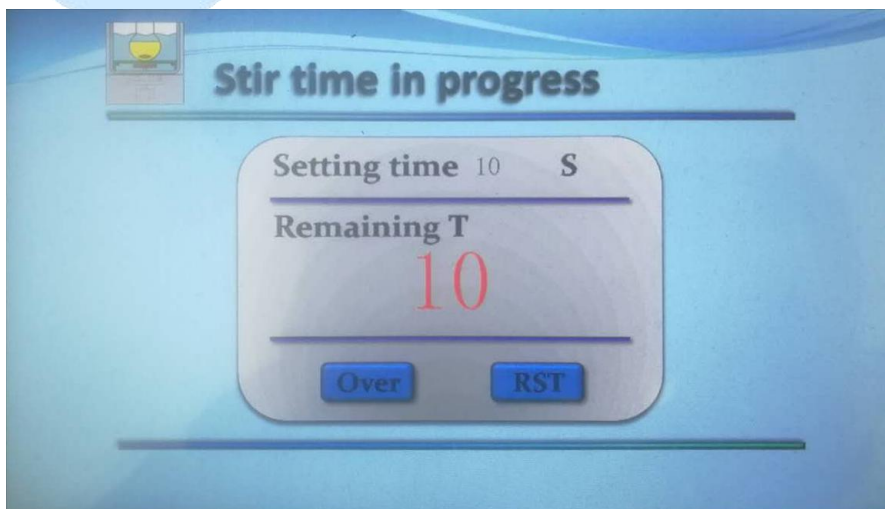 Stir time in progress
Setting time 10 S
Remaining T
10
Over RST